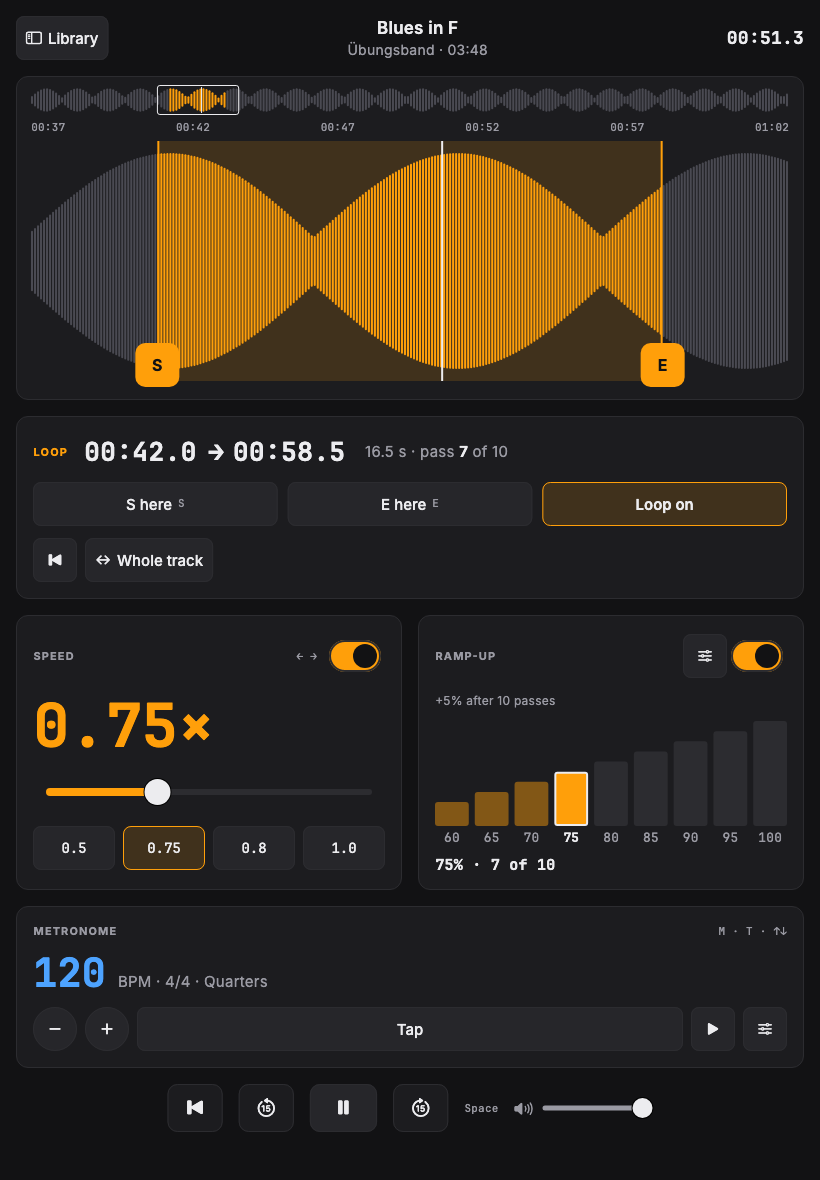 Library
Blues in F
Übungsband · 03:48
00:51.3
00:37 00:42 00:47 00:52 00:57 01:02
S E
LOOP 00:42.0 → 00:58.5 16.5 s · pass 7 of 10
S here S E here E Loop on
↔ Whole track
SPEED ← →
0.75×
0.5 0.75 0.8 1.0
RAMP-UP
+5% after 10 passes
60 65 70 75 80 85 90 95 100
75% · 7 of 10
METRONOME M · T · ↑↓
120 BPM · 4/4 · Quarters
− + Tap
15 15 Space